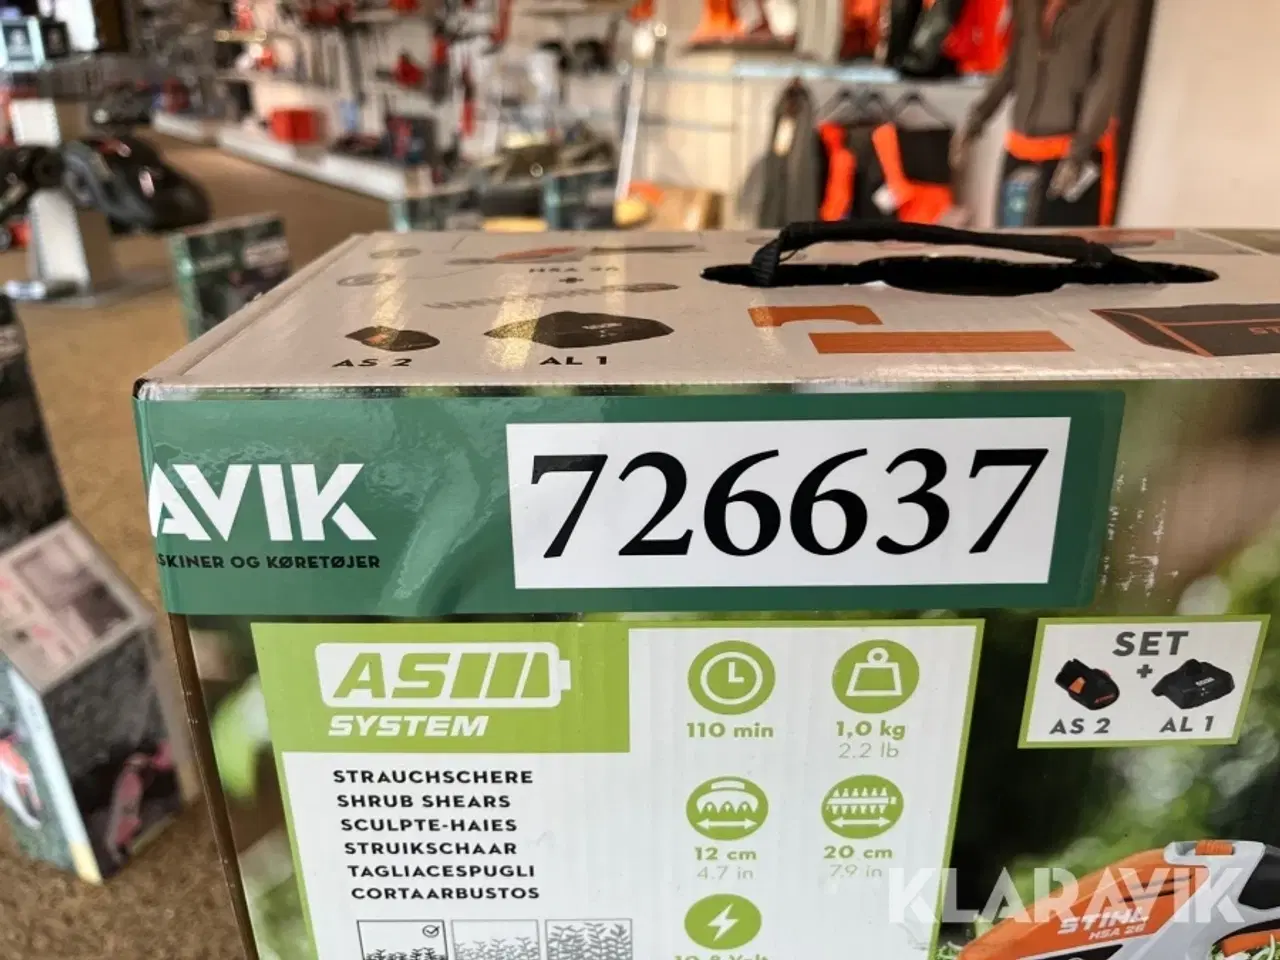 HSA 26
+
AS 2 AL 1
AVIK
SKINER OG KØRETØJER
726637
AS
SYSTEM
110 min
1,0 kg
2.2 lb
12 cm
4.7 in
20 cm
7.9 in
STRAUCHSCHERE
SHRUB SHEARS
SCULPTE-HAIES
STRUIKSCHAAR
TAGLIACESPUGLI
CORTAARBUSTOS
SET
+
AS 2 AL 1
STIHL
HSA 26
KLARAVIK